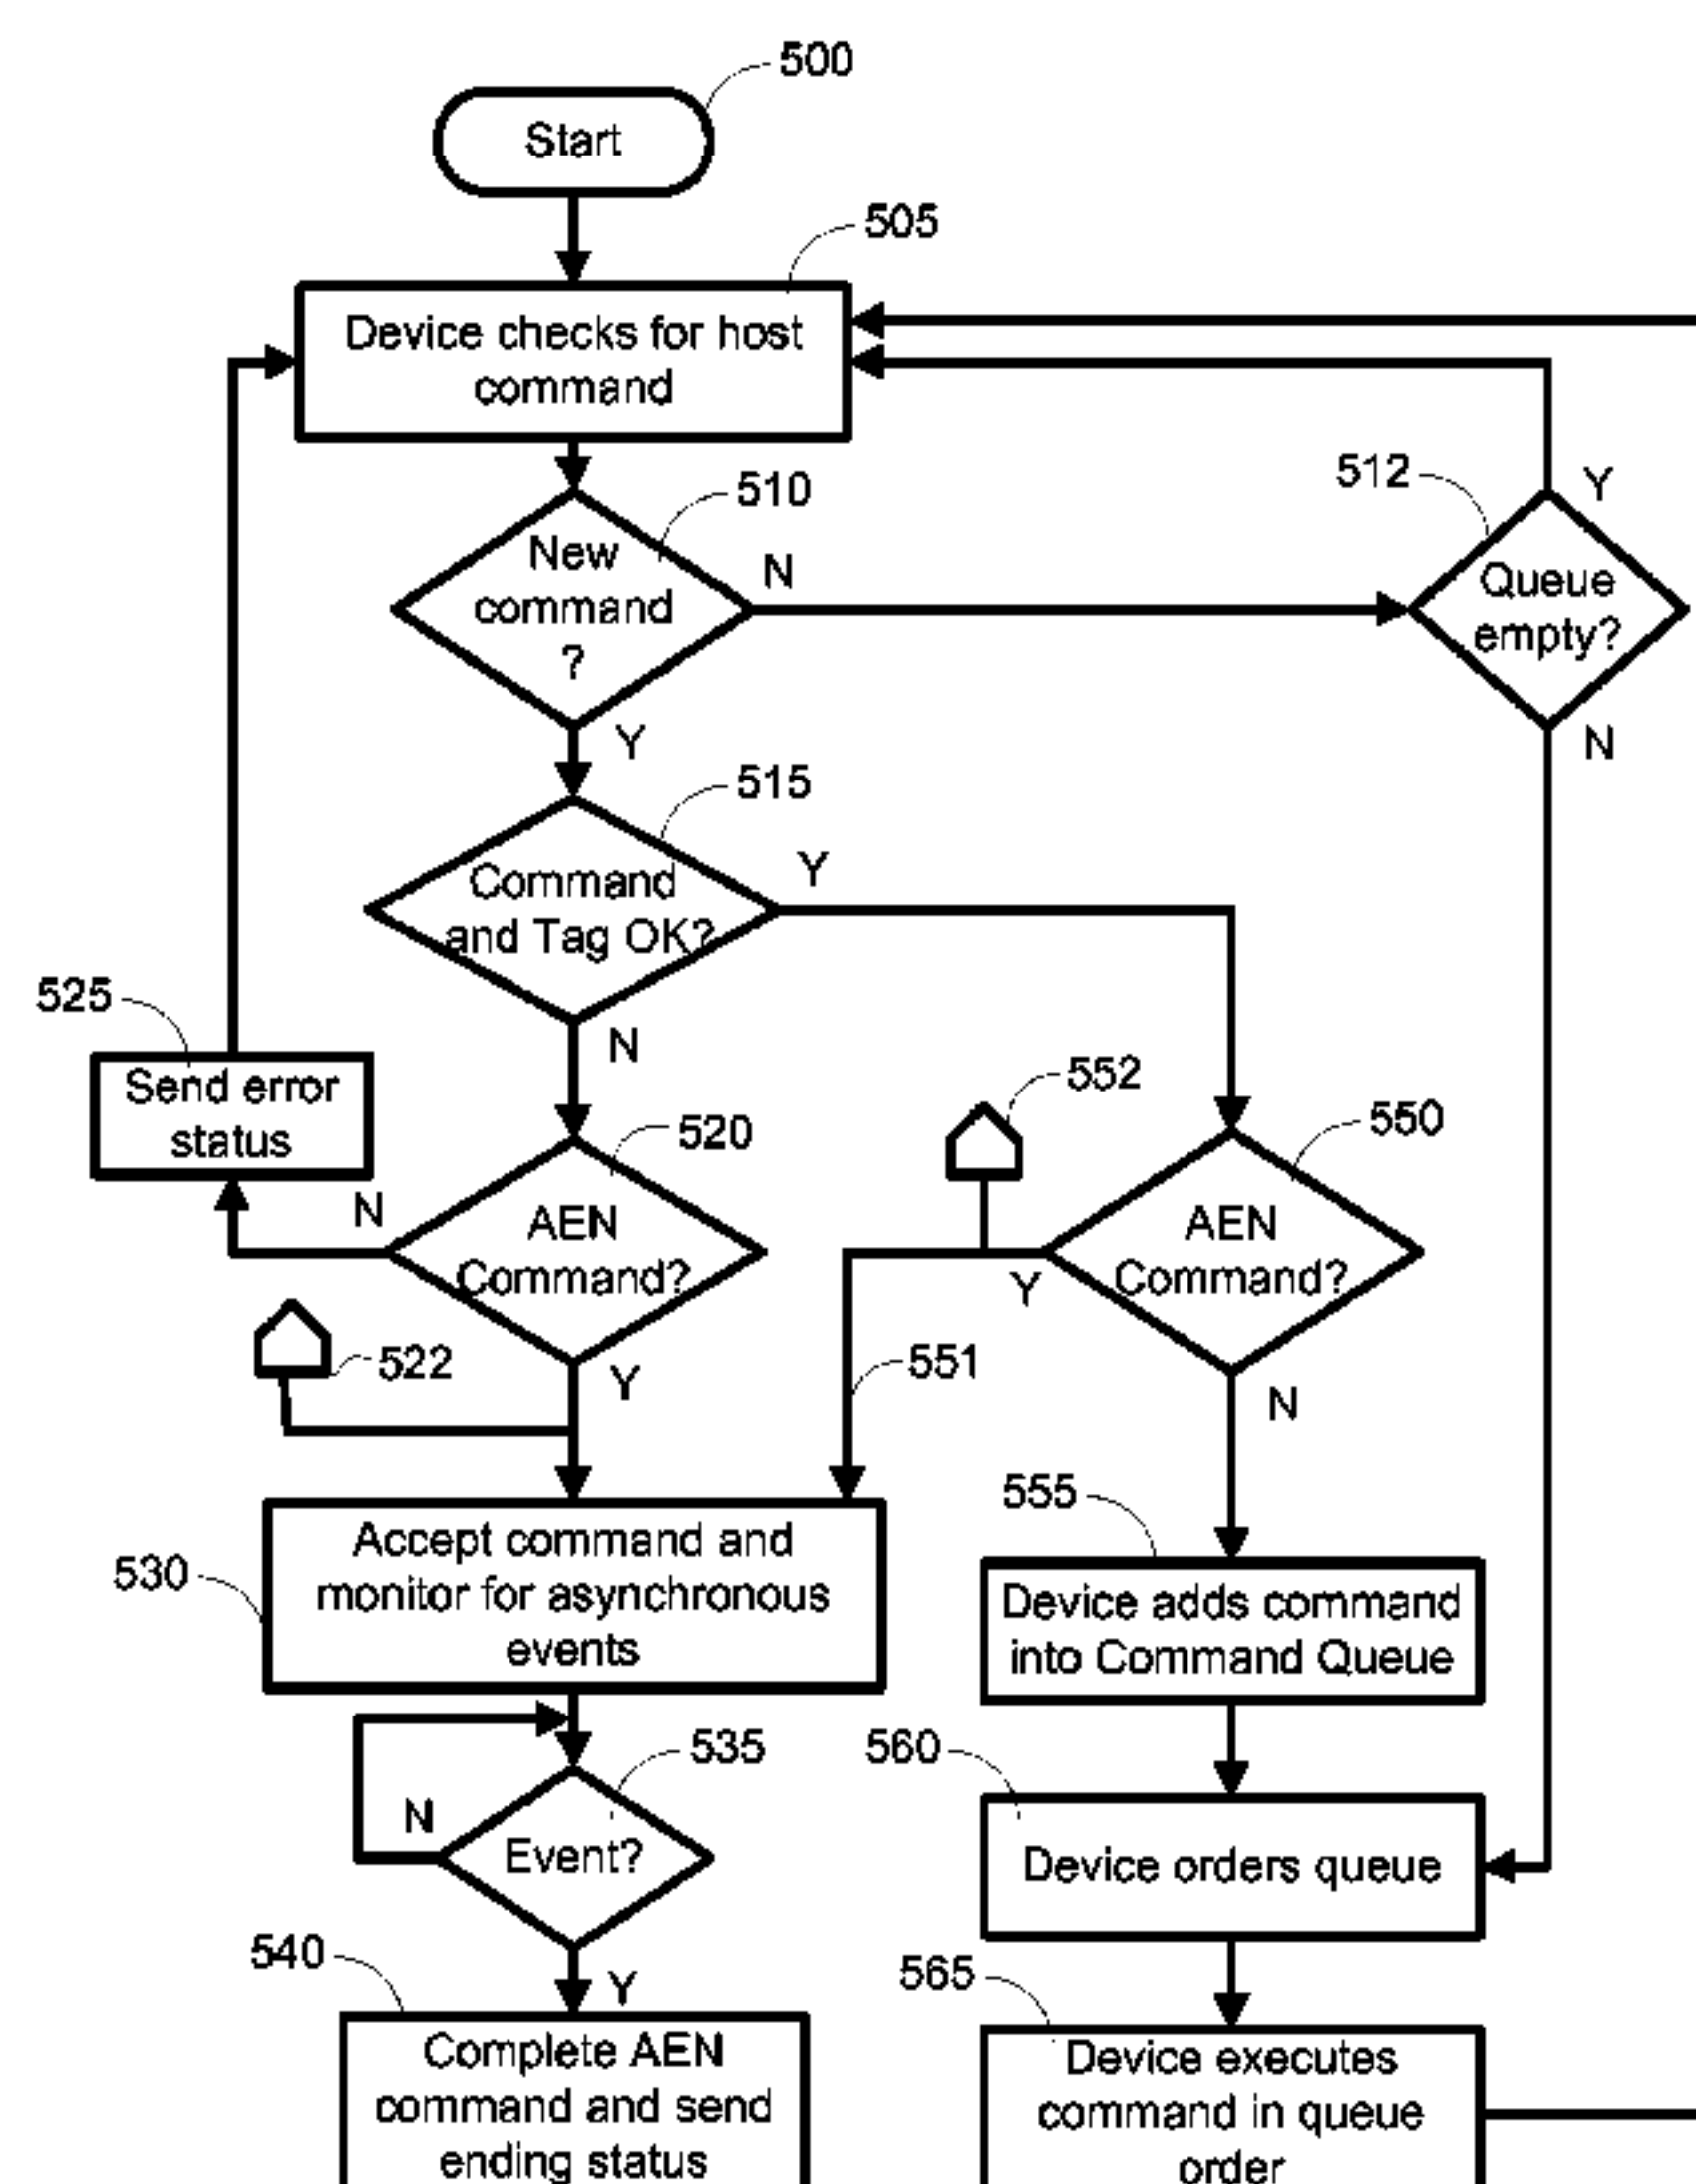 500
Start
505
Device checks for host
command
510
New
command
?
N
Y
512
Y
Queue
empty?
N
515
Command
and Tag OK?
Y
N
525
Send error
status
520
AEN
Command?
N
Y
522
552
550
AEN
Command?
Y
N
551
530
Accept command and
monitor for asynchronous
events
555
Device adds command
into Command Queue
535
Event?
N
Y
560
Device orders queue
540
Complete AEN
command and send
ending status
565
Device executes
command in queue
order